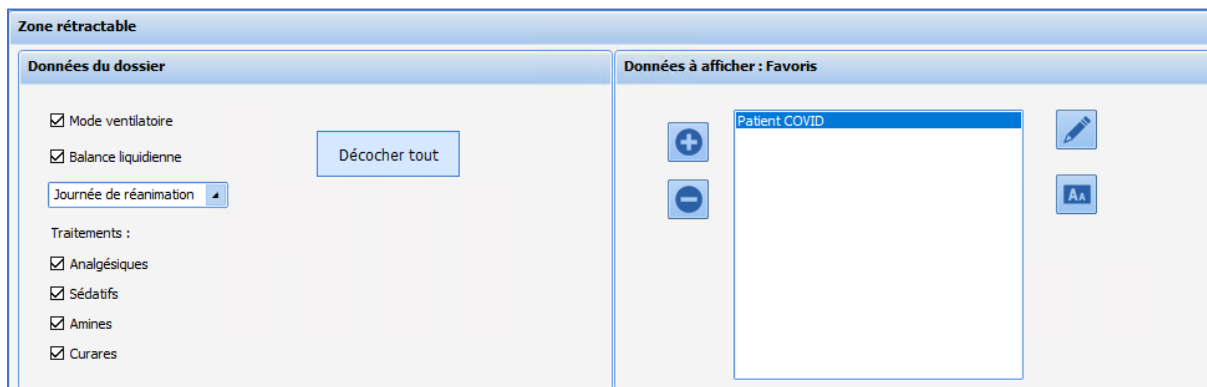 Zone rétractable
Données du dossier
Mode ventilatoire
Balance liquidienne
Décocher tout
Journée de réanimation
Traitements :
Analgésiques
Sédatifs
Amines
Curares
Données à afficher : Favoris
Patient COVID
AA